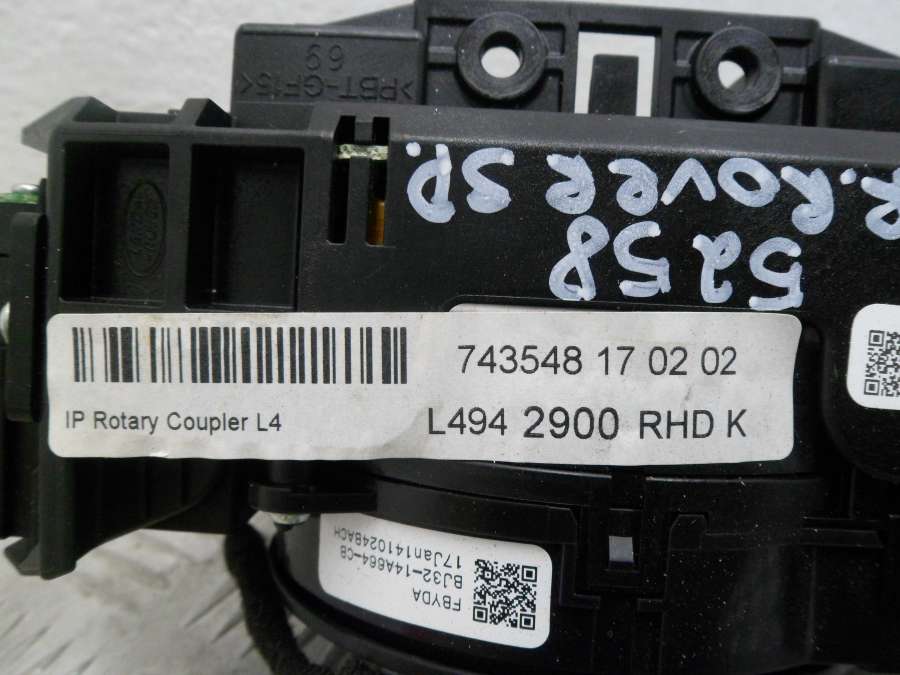 >PBT-GF15<
69
R.ROVER SP.
5258
743548 17 02 02
IP Rotary Coupler L4
L494 2900 RHD K
FBYDA
BJ32-14A664-CB
17Jan1410248ACH